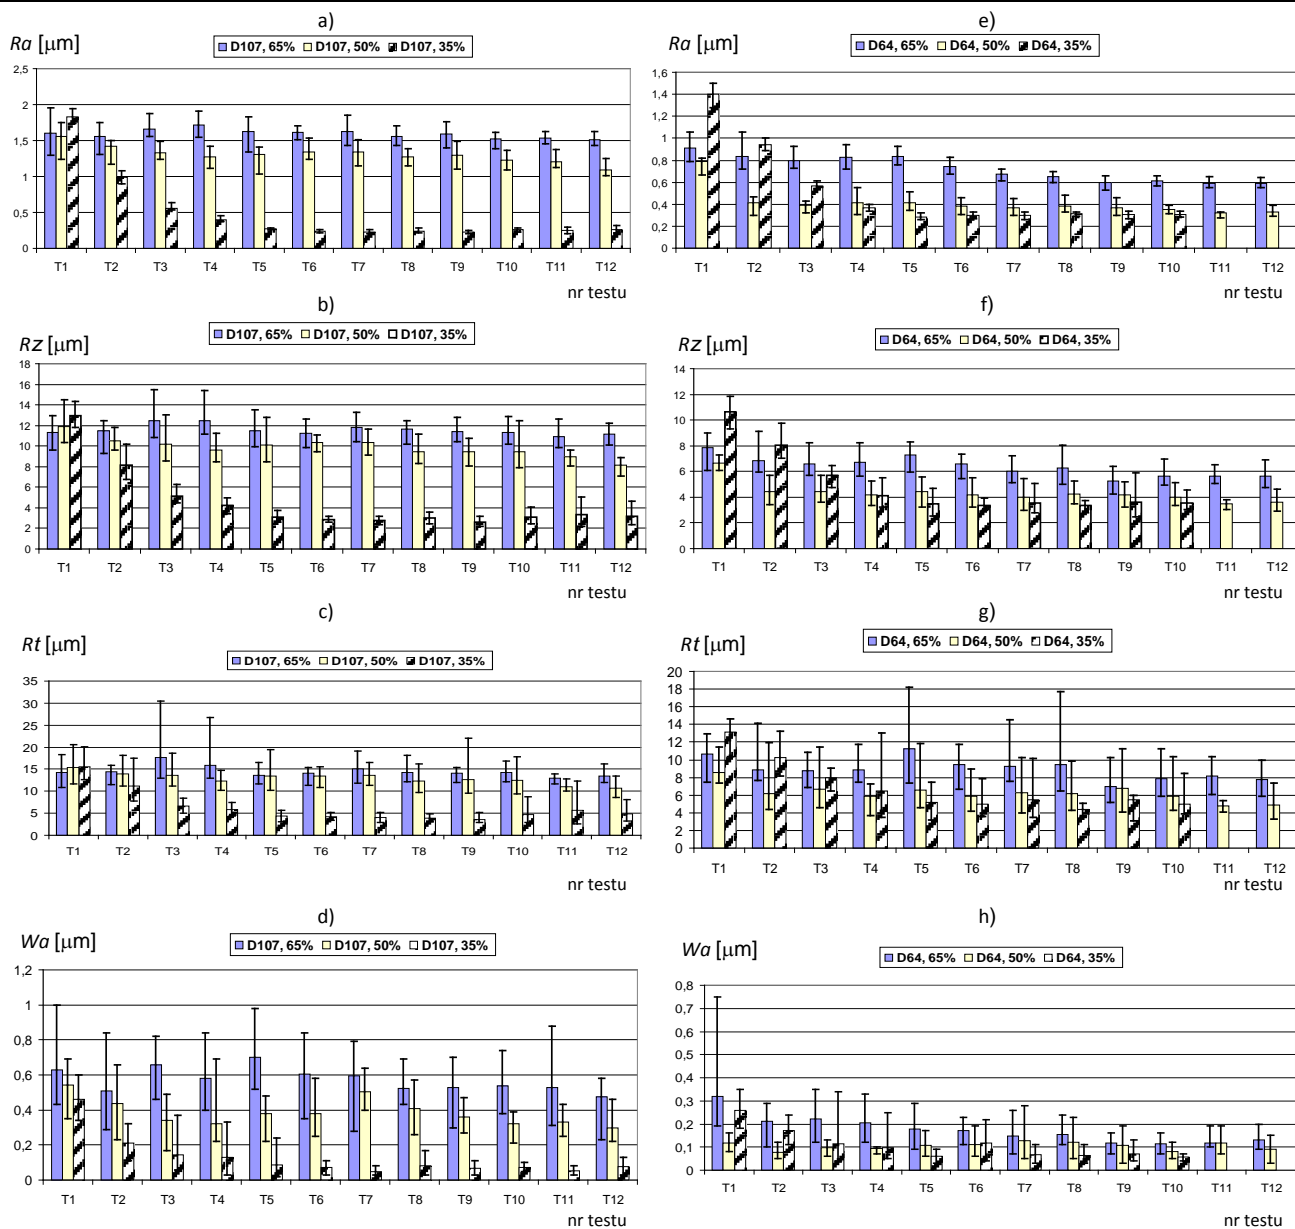 a)
Ra [μm]
D107, 65% D107, 50% D107, 35%
2,5
2
1,5
1
0,5
0
T1 T2 T3 T4 T5 T6 T7 T8 T9 T10 T11 T12
nr testu
b)
Rz [μm]
D107, 65% D107, 50% D107, 35%
18
16
14
12
10
8
6
4
2
0
T1 T2 T3 T4 T5 T6 T7 T8 T9 T10 T11 T12
nr testu
c)
Rt [μm]
D107, 65% D107, 50% D107, 35%
35
30
25
20
15
10
5
0
T1 T2 T3 T4 T5 T6 T7 T8 T9 T10 T11 T12
nr testu
d)
Wa [μm]
D107, 65% D107, 50% D107, 35%
1,2
1
0,8
0,6
0,4
0,2
0
T1 T2 T3 T4 T5 T6 T7 T8 T9 T10 T11 T12
nr testu
e)
Ra [μm]
D64, 65% D64, 50% D64, 35%
1,6
1,4
1,2
1
0,8
0,6
0,4
0,2
0
T1 T2 T3 T4 T5 T6 T7 T8 T9 T10 T11 T12
nr testu
f)
Rz [μm]
D64, 65% D64, 50% D64, 35%
14
12
10
8
6
4
2
0
T1 T2 T3 T4 T5 T6 T7 T8 T9 T10 T11 T12
nr testu
g)
Rt [μm]
D64, 65% D64, 50% D64, 35%
20
18
16
14
12
10
8
6
4
2
0
T1 T2 T3 T4 T5 T6 T7 T8 T9 T10 T11 T12
nr testu
h)
Wa [μm]
D64, 65% D64, 50% D64, 35%
0,8
0,7
0,6
0,5
0,4
0,3
0,2
0,1
0
T1 T2 T3 T4 T5 T6 T7 T8 T9 T10 T11 T12
nr testu